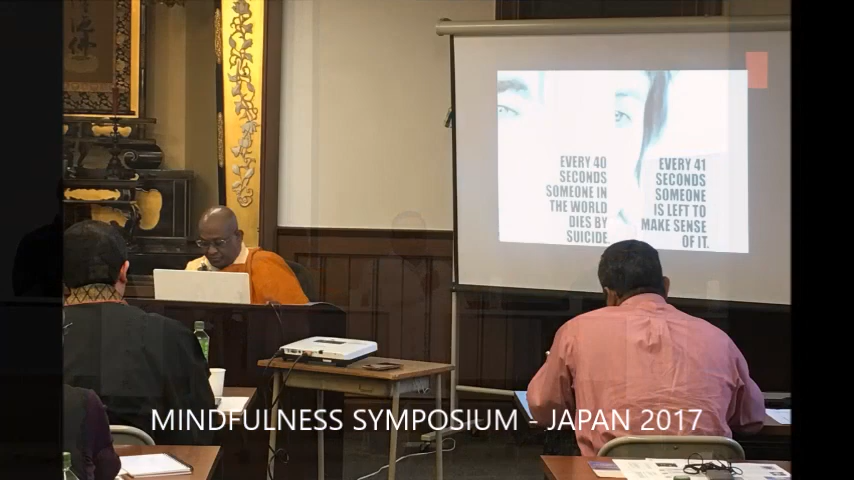 EVERY 40
SECONDS
SOMEONE IN
THE WORLD
DIES BY
SUICIDE.
EVERY 41
SECONDS
SOMEONE
IS LEFT TO
MAKE SENSE
OF IT.
MINDFULNESS SYMPOSIUM - JAPAN 2017